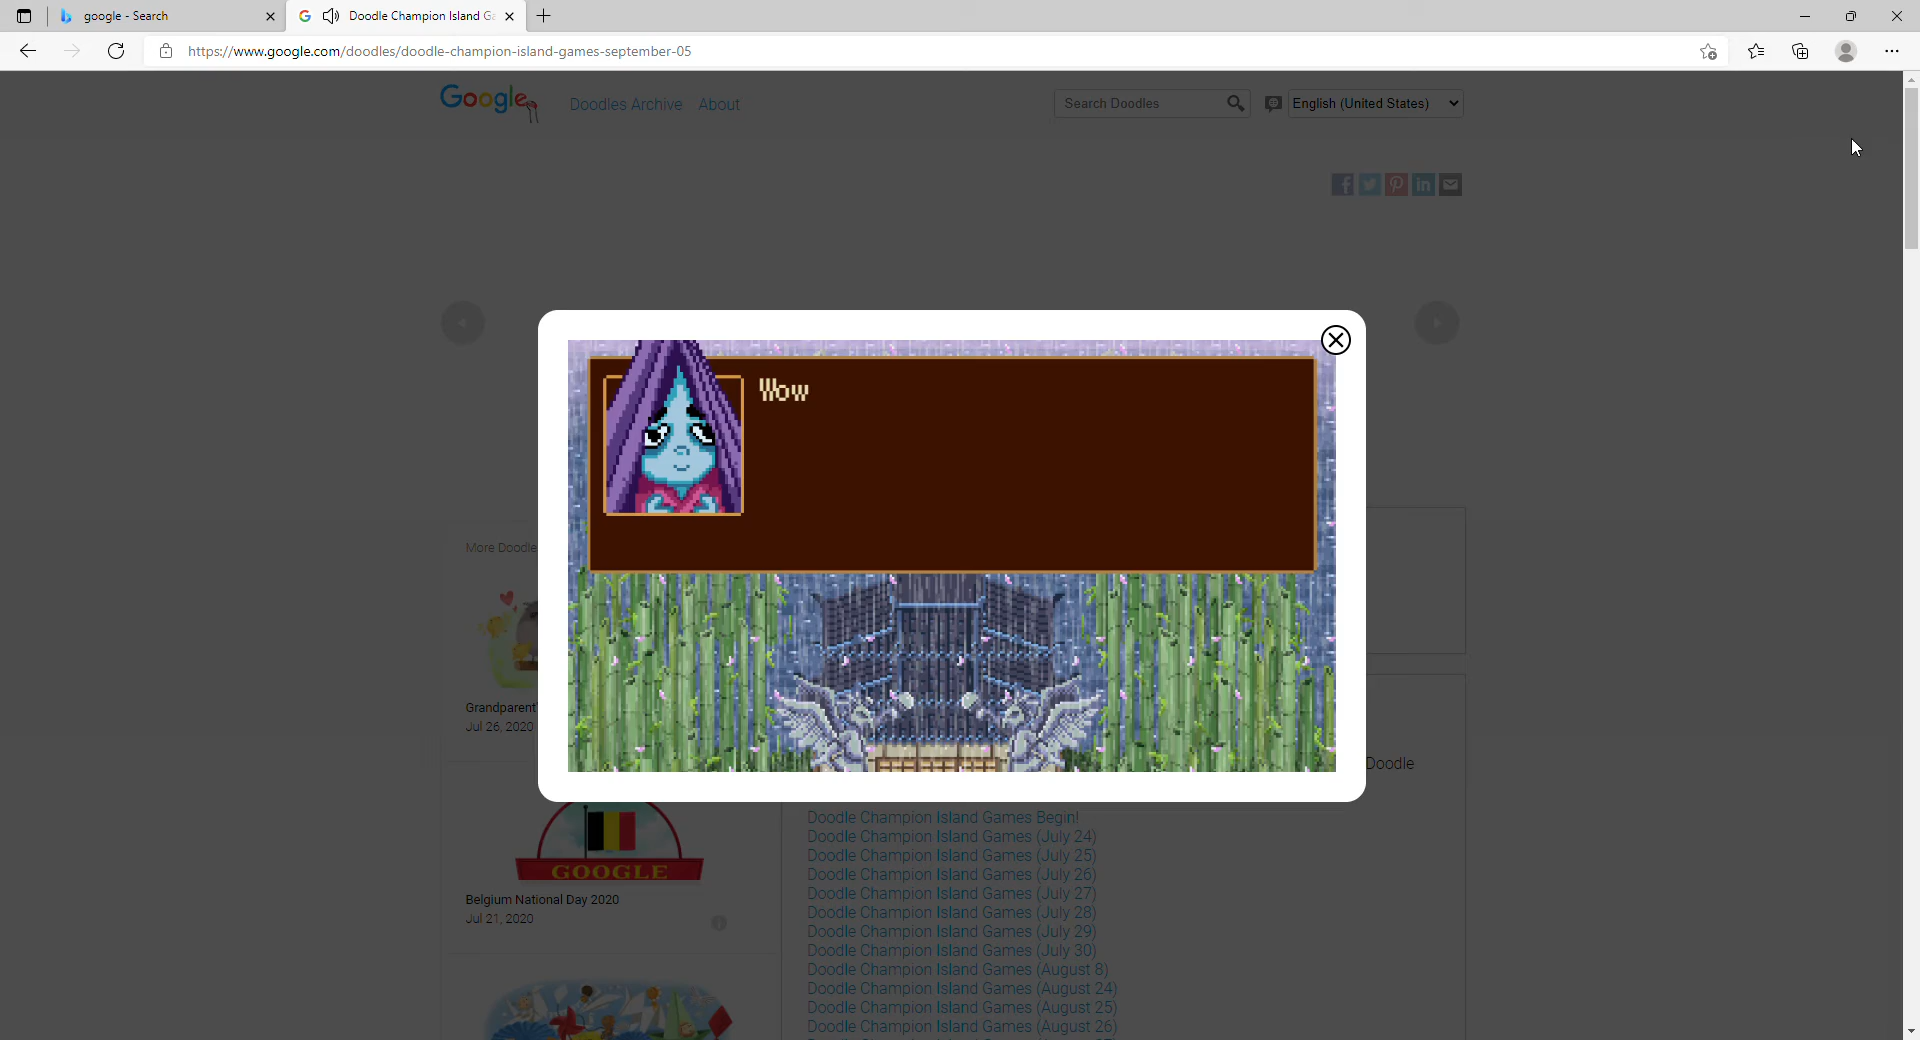 google - Search
Doodle Champion Island Ga
https://www.google.com/doodles/doodle-champion-island-games-september-05
Google
Doodles Archive
About
Search Doodles
English (United States)
Wow
More Doodle
Grandparent'
Jul 26, 2020
Doodle
GOOGLE
Belgium National Day 2020
Jul 21, 2020
Doodle Champion Island Games Begin!
Doodle Champion Island Games (July 24)
Doodle Champion Island Games (July 25)
Doodle Champion Island Games (July 26)
Doodle Champion Island Games (July 27)
Doodle Champion Island Games (July 28)
Doodle Champion Island Games (July 29)
Doodle Champion Island Games (July 30)
Doodle Champion Island Games (August 8)
Doodle Champion Island Games (August 24)
Doodle Champion Island Games (August 25)
Doodle Champion Island Games (August 26)